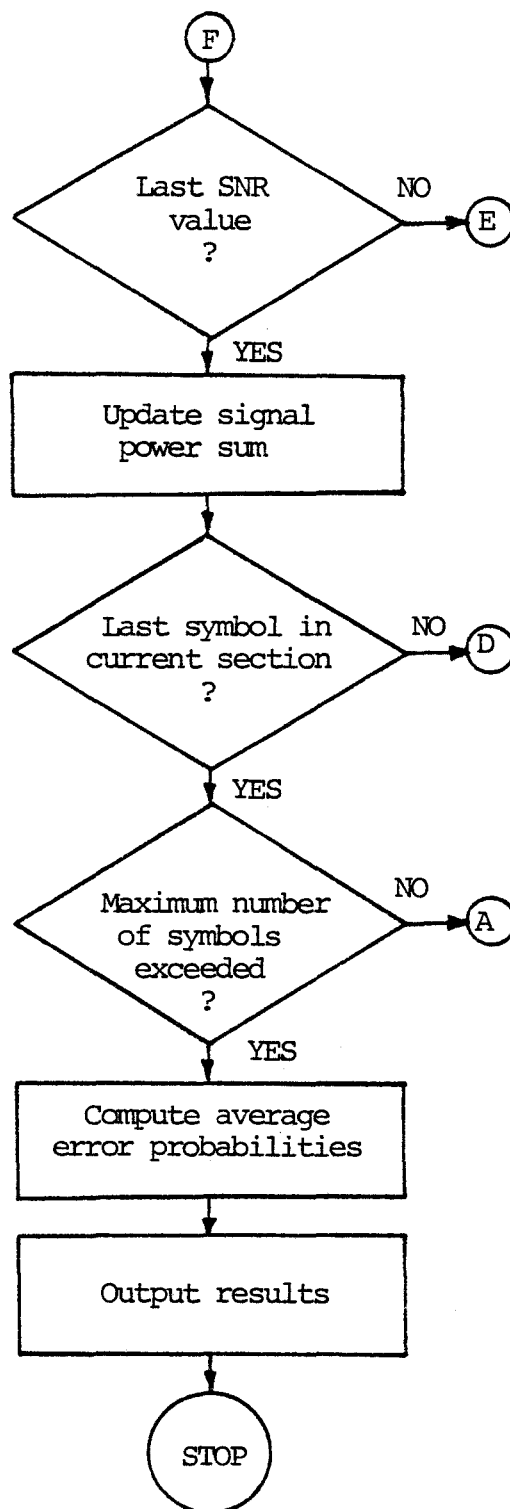 F
Last SNR
value
?
NO
E
YES
Update signal
power sum
Last symbol in
current section
?
NO
D
YES
Maximum number
of symbols
exceeded
?
NO
A
YES
Compute average
error probabilities
Output results
STOP